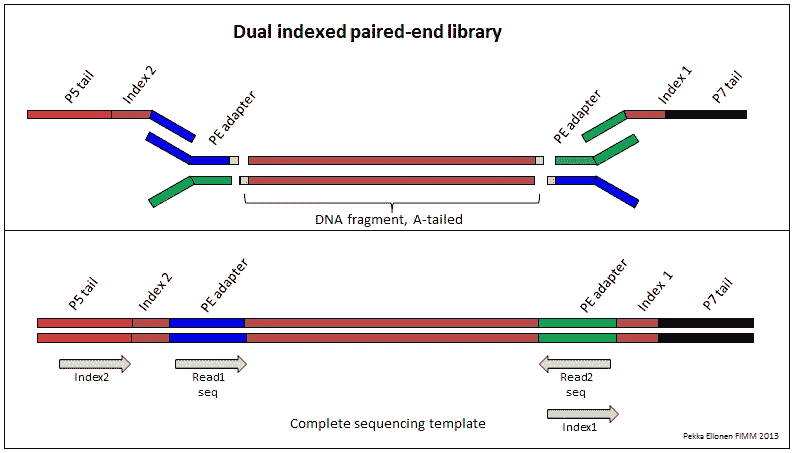 Dual indexed paired-end library
P5 tail
Index 2
PE adapter
PE adapter
Index 1
P7 tail
DNA fragment, A-tailed
P5 tail
Index 2
PE adapter
PE adapter
Index 1
P7 tail
Index2
Read1
seq
Read2
seq
Index1
Complete sequencing template
Pekka Ellonen FIMM 2013